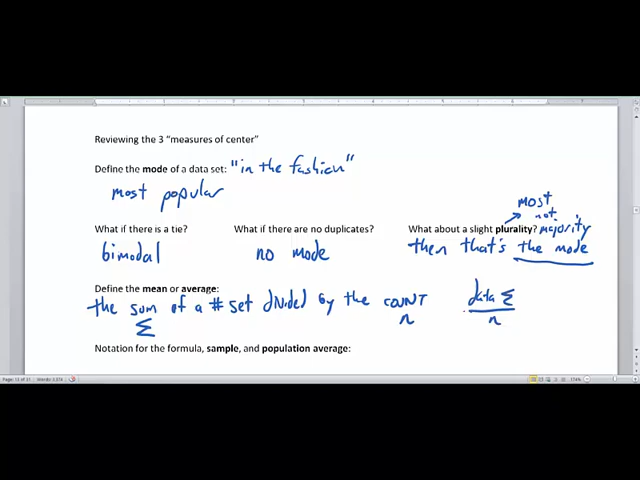 Reviewing the 3 "measures of center"
Define the mode of a data set: "in the fashion"
most popular
most
not
What if there is a tie? What if there are no duplicates? What about a slight plurality? majority
bimodal no mode then that's the mode
Define the mean or average:
the sum of a # set divided by the COUNT data Σ
Σ n n
Notation for the formula, sample, and population average: